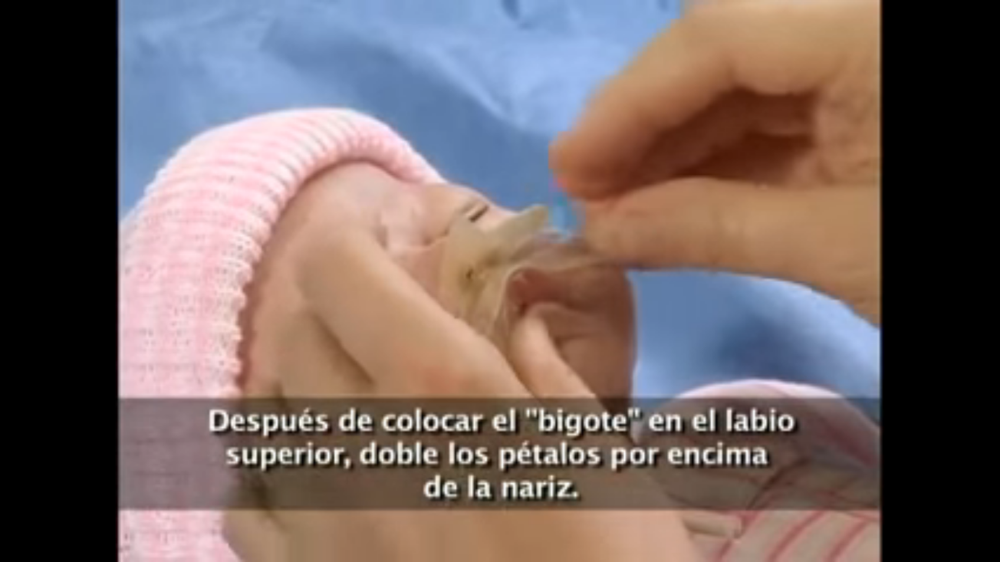 Después de colocar el "bigote" en el labio
superior, doble los pétalos por encima
de la nariz.